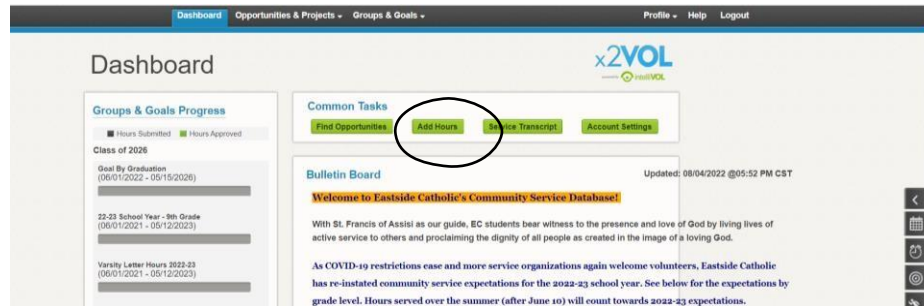 Dashboard Opportunities & Projects Groups & Goals Profile Help Logout
Dashboard
x2VOL
intelliVOL
Groups & Goals Progress
Hours Submitted Hours Approved
Class of 2026
Goal By Graduation
(06/01/2022 - 05/15/2026)
22-23 School Year - 9th Grade
(06/01/2021 - 05/12/2023)
Varsity Letter Hours 2022-23
(06/01/2021 - 05/12/2023)
Common Tasks
Find Opportunities Add Hours Service Transcript Account Settings
Bulletin Board Updated: 08/04/2022 @05:52 PM CST
Welcome to Eastside Catholic's Community Service Database!
With St. Francis of Assisi as our guide, EC students bear witness to the presence and love of God by living lives of
active service to others and proclaiming the dignity of all people as created in the image of a loving God.
As COVID-19 restrictions ease and more service organizations again welcome volunteers, Eastside Catholic
has re-instated community service expectations for the 2022-23 school year. See below for the expectations by
grade level. Hours served over the summer (after June 10) will count towards 2022-23 expectations.